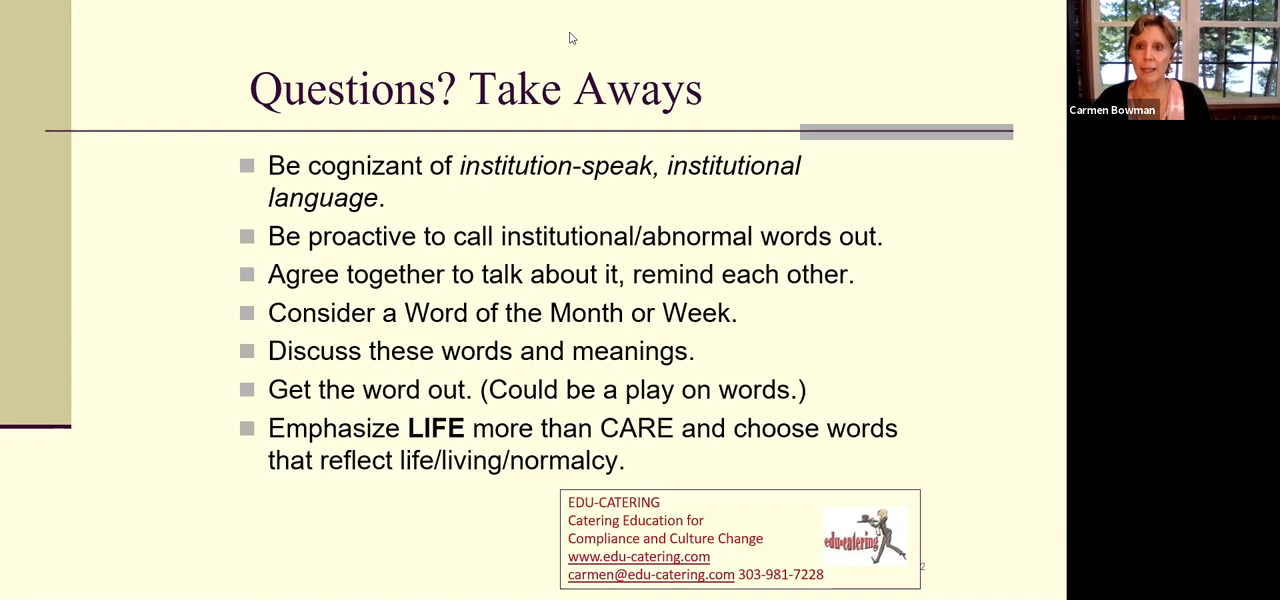 Questions? Take Aways
Be cognizant of institution-speak, institutional
language.
Be proactive to call institutional/abnormal words out.
Agree together to talk about it, remind each other.
Consider a Word of the Month or Week.
Discuss these words and meanings.
Get the word out. (Could be a play on words.)
Emphasize LIFE more than CARE and choose words
that reflect life/living/normalcy.
EDU-CATERING
Catering Education for
Compliance and Culture Change
www.edu-catering.com
carmen@edu-catering.com 303-981-7228
edu-catering
2
Carmen Bowman